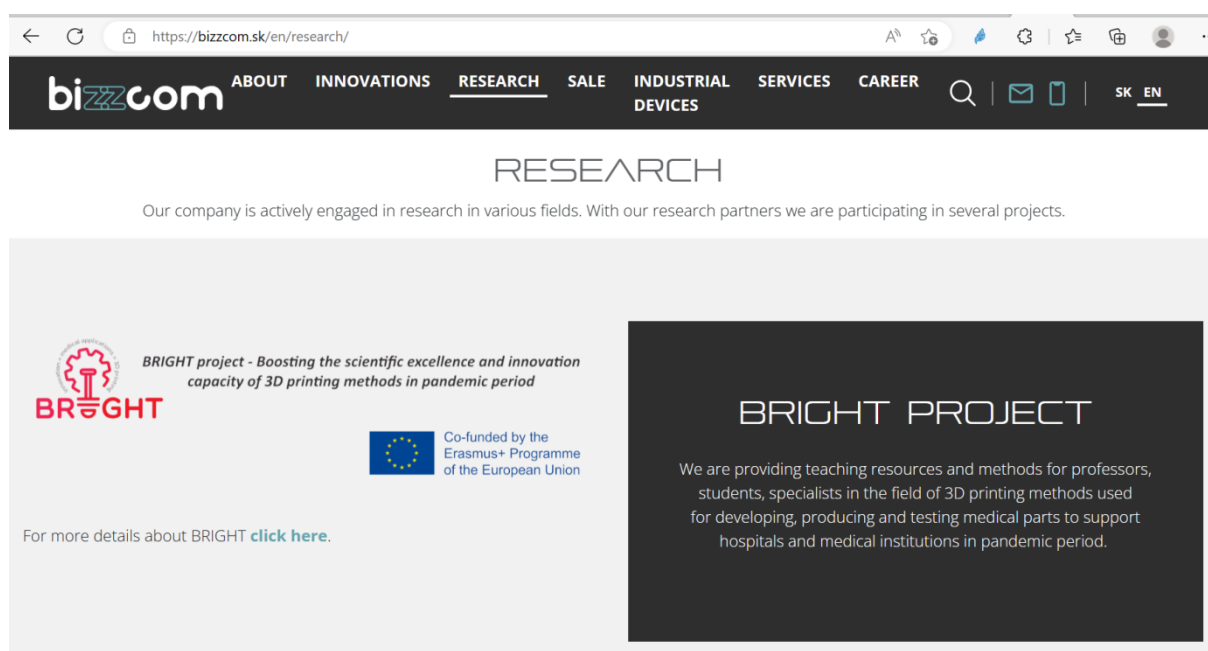 https://bizzcom.sk/en/research/
bizzzcom
ABOUT INNOVATIONS RESEARCH SALE INDUSTRIAL DEVICES SERVICES CAREER
SK EN
RESEARCH
Our company is actively engaged in research in various fields. With our research partners we are participating in several projects.
BRIGHT
BRIGHT project - Boosting the scientific excellence and innovation
capacity of 3D printing methods in pandemic period
Co-funded by the
Erasmus+ Programme
of the European Union
For more details about BRIGHT click here.
BRIGHT PROJECT
We are providing teaching resources and methods for professors,
students, specialists in the field of 3D printing methods used
for developing, producing and testing medical parts to support
hospitals and medical institutions in pandemic period.